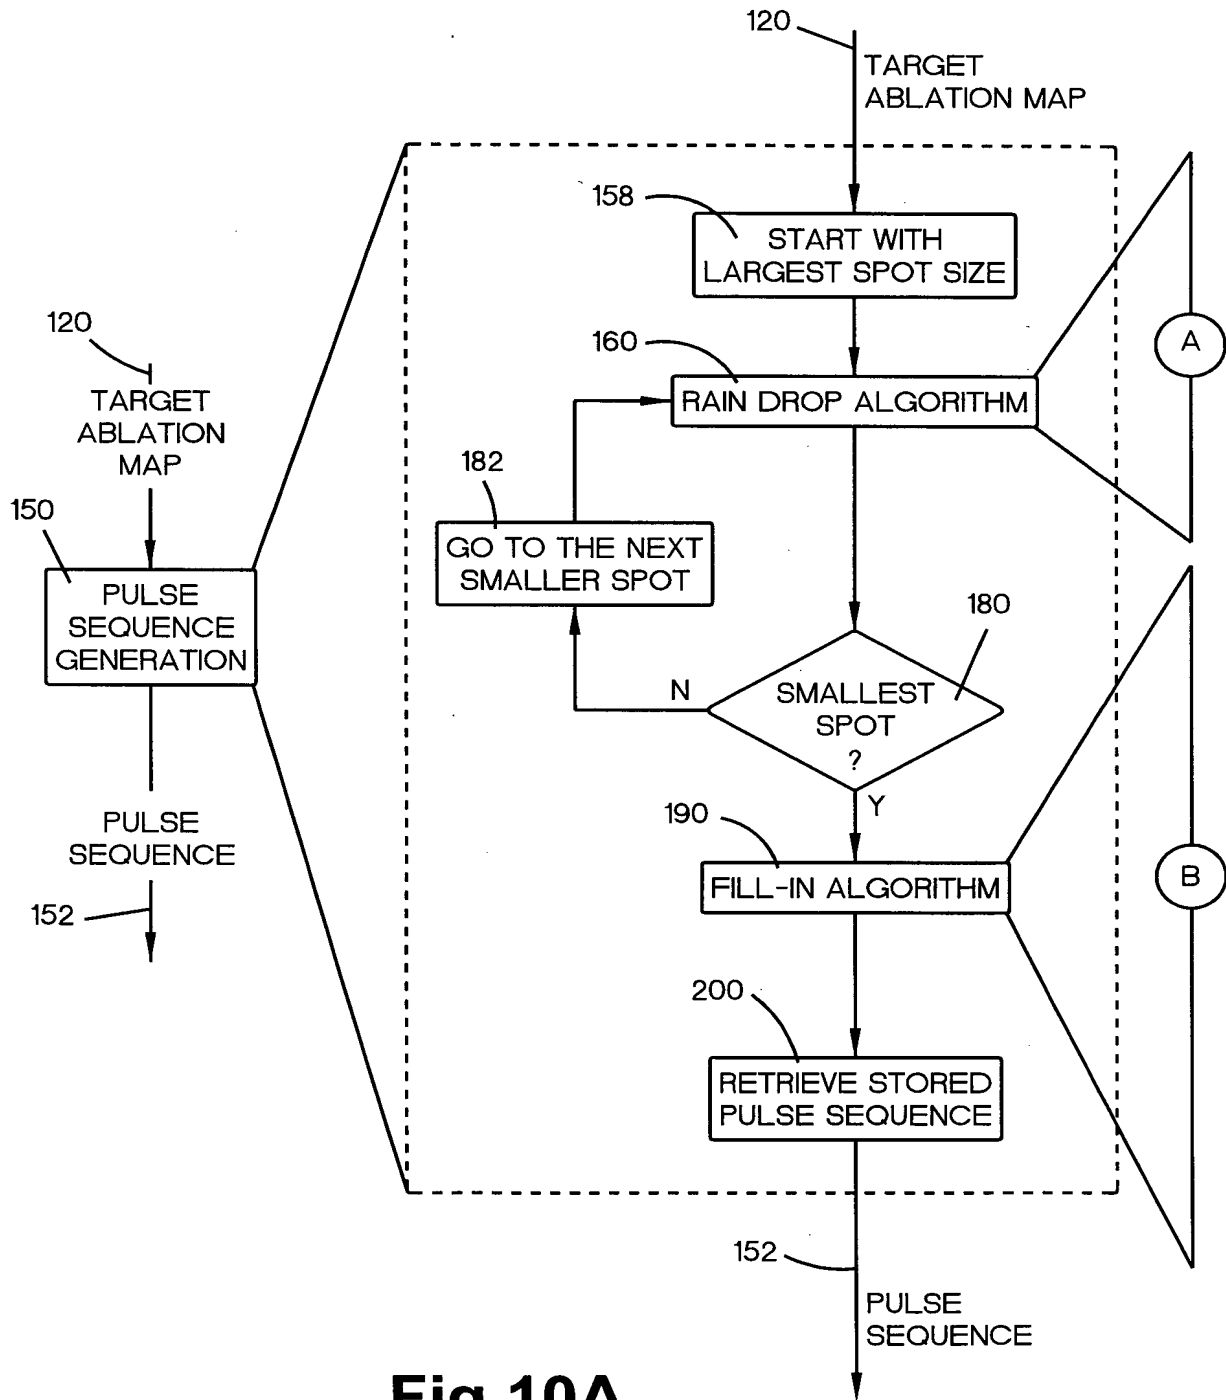 120
TARGET
ABLATION MAP
158
START WITH
LARGEST SPOT SIZE
160
RAIN DROP ALGORITHM
A
182
GO TO THE NEXT
SMALLER SPOT
180
N
SMALLEST
SPOT
?
Y
190
FILL-IN ALGORITHM
B
200
RETRIEVE STORED
PULSE SEQUENCE
152
PULSE
SEQUENCE
120
TARGET
ABLATION
MAP
150
PULSE
SEQUENCE
GENERATION
PULSE
SEQUENCE
152
Fig 10A